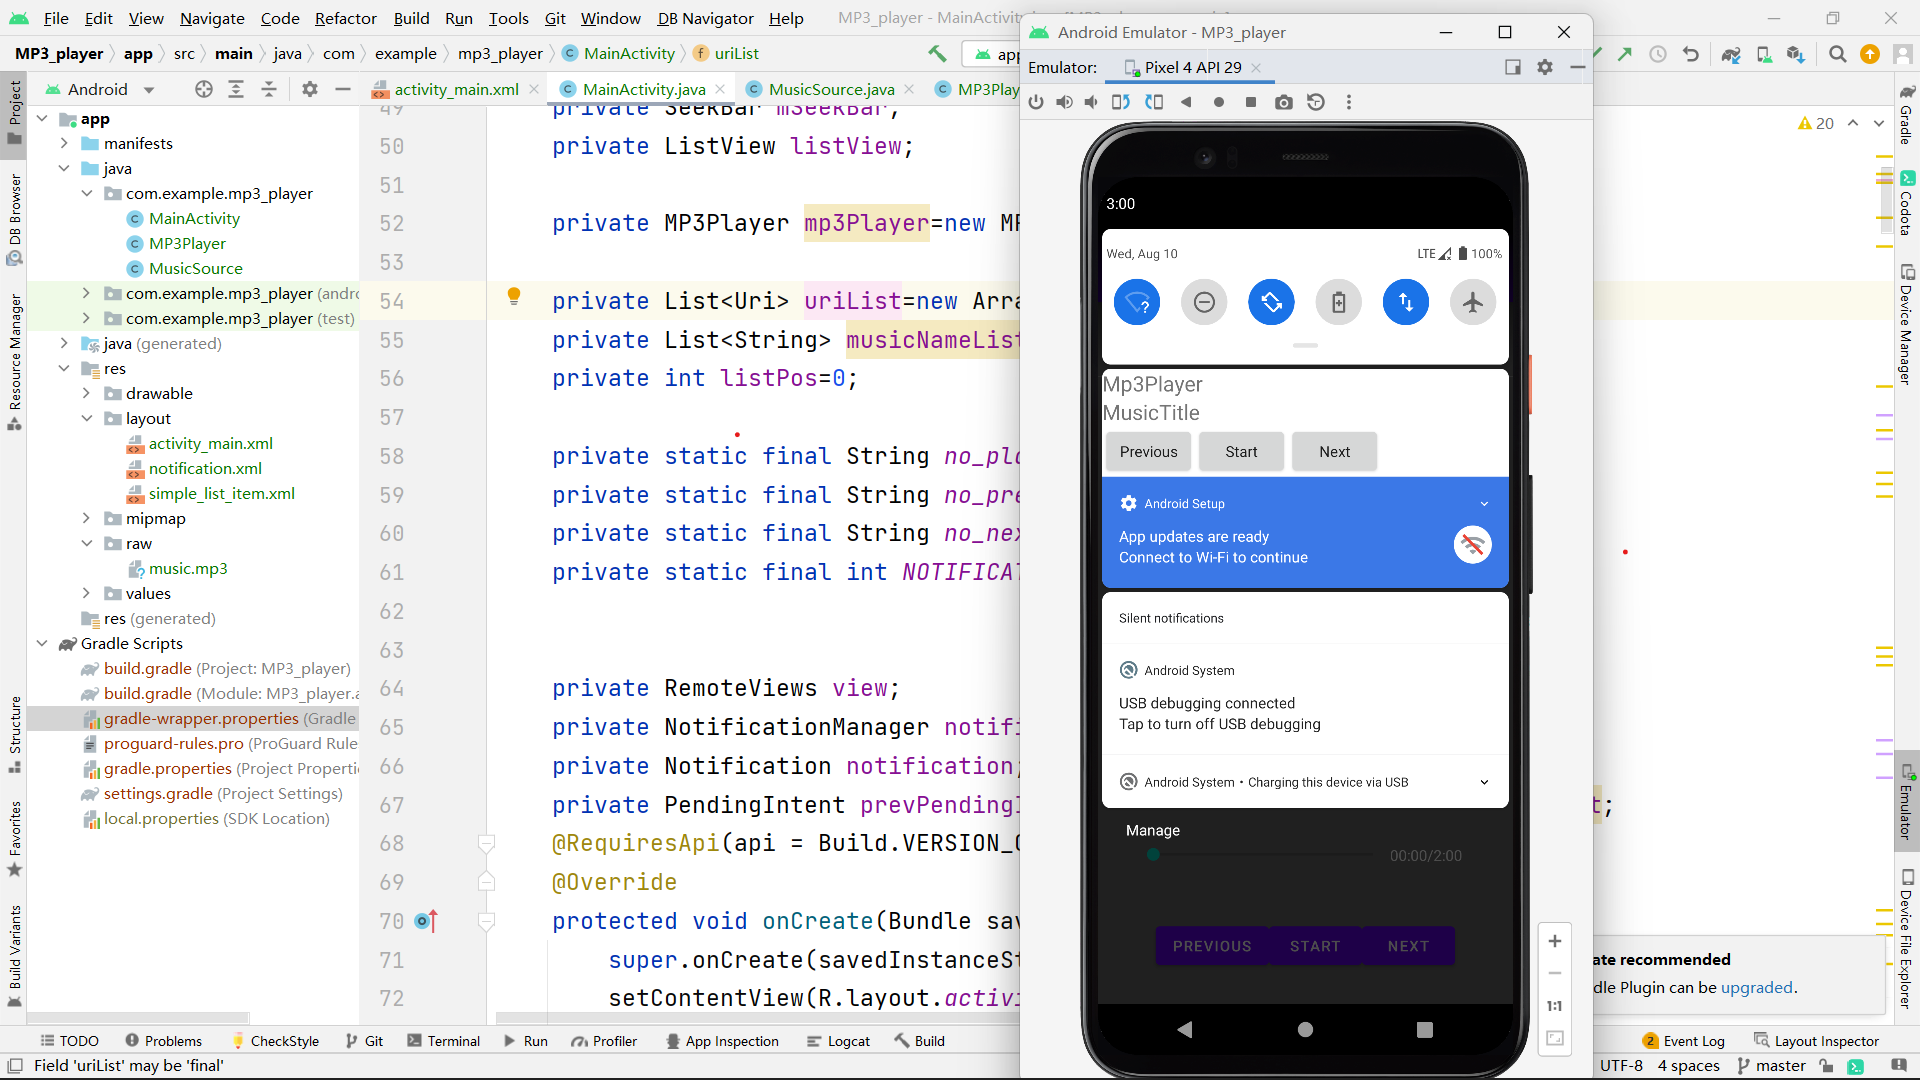 File Edit View Navigate Code Refactor Build Run Tools Git Window DB Navigator Help
MP3_player app src main java com example mp3_player MainActivity uriList
Android
activity_main.xml
MainActivity.java
MusicSource.java
MP3Play
Project
DB Browser
Resource Manager
Structure
Favorites
Build Variants
app
manifests
java
com.example.mp3_player
MainActivity
MP3Player
MusicSource
com.example.mp3_player (andro
com.example.mp3_player (test)
java (generated)
res
drawable
layout
activity_main.xml
notification.xml
simple_list_item.xml
mipmap
raw
music.mp3
values
res (generated)
Gradle Scripts
build.gradle (Project: MP3_player)
build.gradle (Module: MP3_player.a
gradle-wrapper.properties (Gradle
proguard-rules.pro (ProGuard Rule
gradle.properties (Project Properti
settings.gradle (Project Settings)
local.properties (SDK Location)
49 private SeekBar mSeekBar;
50 private ListView listView;
51
52 private MP3Player mp3Player=new MP
53
54 private List<Uri> uriList=new Arra
55 private List<String> musicNameList
56 private int listPos=0;
57
58 private static final String no_pla
59 private static final String no_pre
60 private static final String no_nex
61 private static final int NOTIFICAT
62
63
64 private RemoteViews view;
65 private NotificationManager notifi
66 private Notification notification;
67 private PendingIntent prevPendingI
t;
68 @RequiresApi(api = Build.VERSION_C
69 @Override
70 protected void onCreate(Bundle sav
71 super.onCreate(savedInstanceSt
72 setContentView(R.layout.activi
Android Emulator - MP3_player
Emulator: Pixel 4 API 29
3:00
Wed, Aug 10
LTE 100%
Mp3Player
MusicTitle
Previous Start Next
Android Setup
App updates are ready
Connect to Wi-Fi to continue
Silent notifications
Android System
USB debugging connected
Tap to turn off USB debugging
Android System • Charging this device via USB
Manage
00:00/2:00
PREVIOUS START NEXT
1:1
20
Gradle
Codota
Device Manager
Emulator
Device File Explorer
ate recommended
dle Plugin can be upgraded.
TODO Problems CheckStyle Git Terminal Run Profiler App Inspection Logcat Build
2 Event Log Layout Inspector
Field 'uriList' may be 'final'
UTF-8 4 spaces master